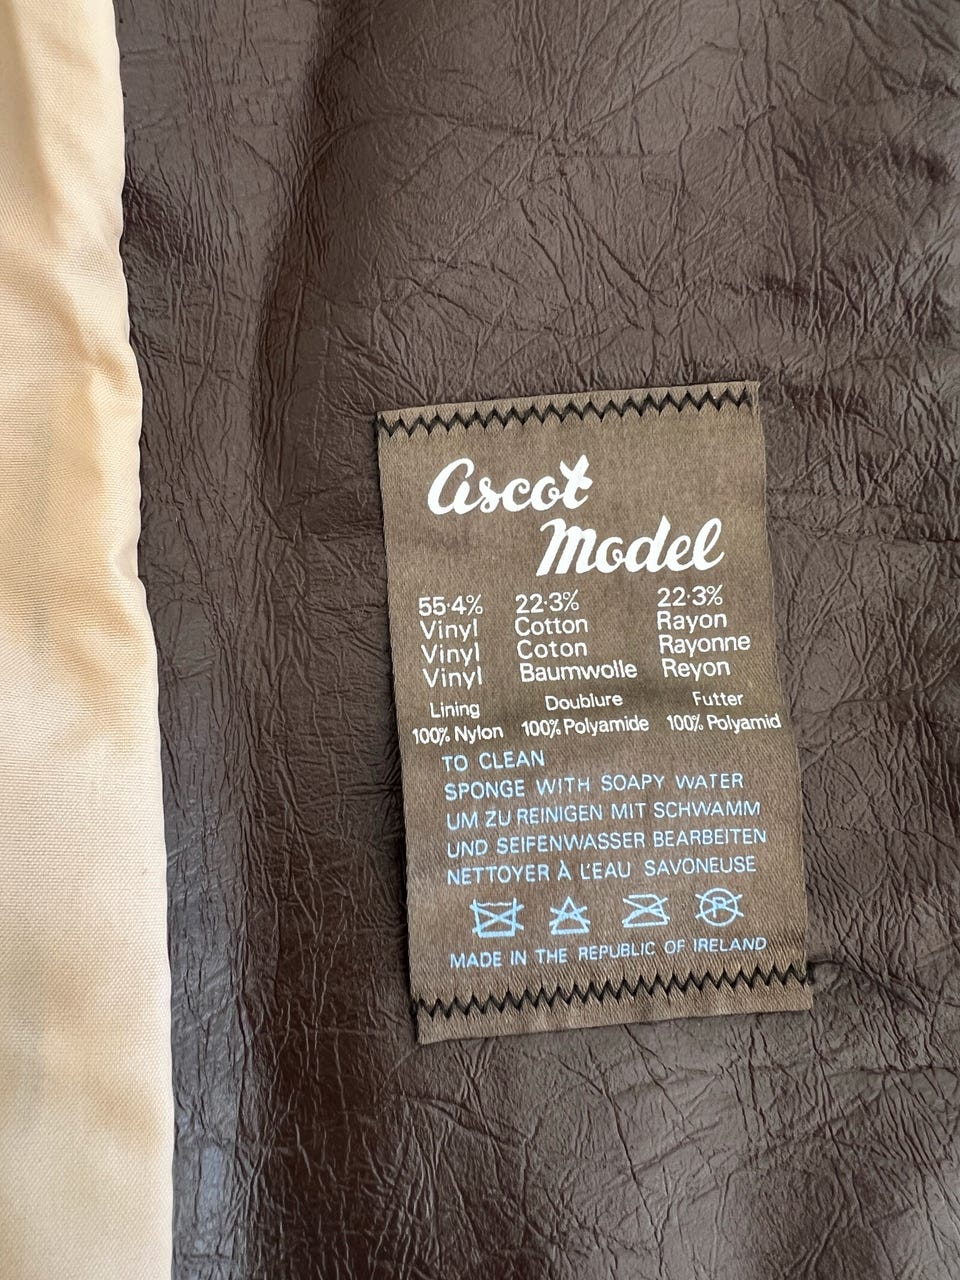 Ascot
Model
55·4% 22·3% 22·3%
Vinyl Cotton Rayon
Vinyl Coton Rayonne
Vinyl Baumwolle Reyon
Lining Doublure Futter
100% Nylon 100% Polyamide 100% Polyamid
TO CLEAN
SPONGE WITH SOAPY WATER
UM ZU REINIGEN MIT SCHWAMM
UND SEIFENWASSER BEARBEITEN
NETTOYER À L'EAU SAVONEUSE
P
MADE IN THE REPUBLIC OF IRELAND